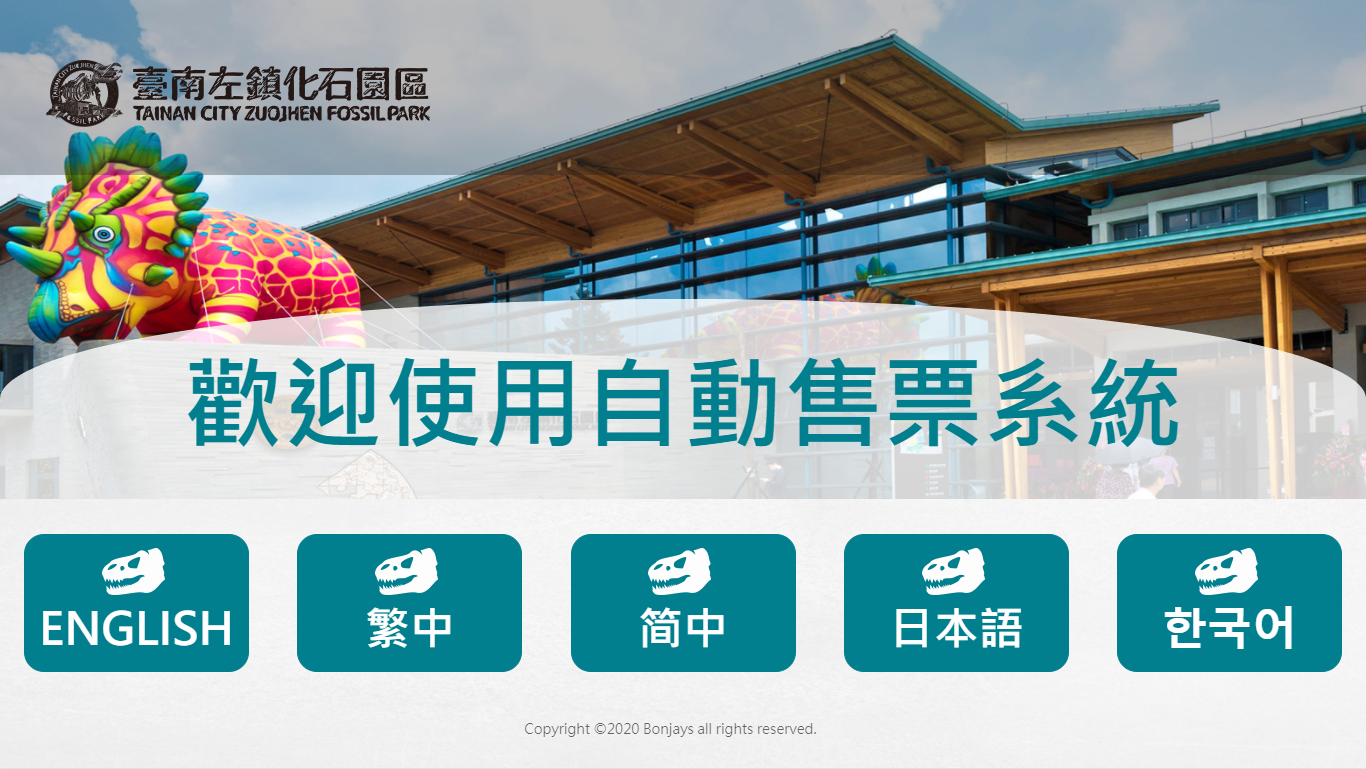 臺南左鎮化石園區
TAINAN CITY ZUOJHEN FOSSIL PARK
歡迎使用自動售票系統
ENGLISH
繁中
简中
日本語
한국어
Copyright ©2020 Bonjays all rights reserved.